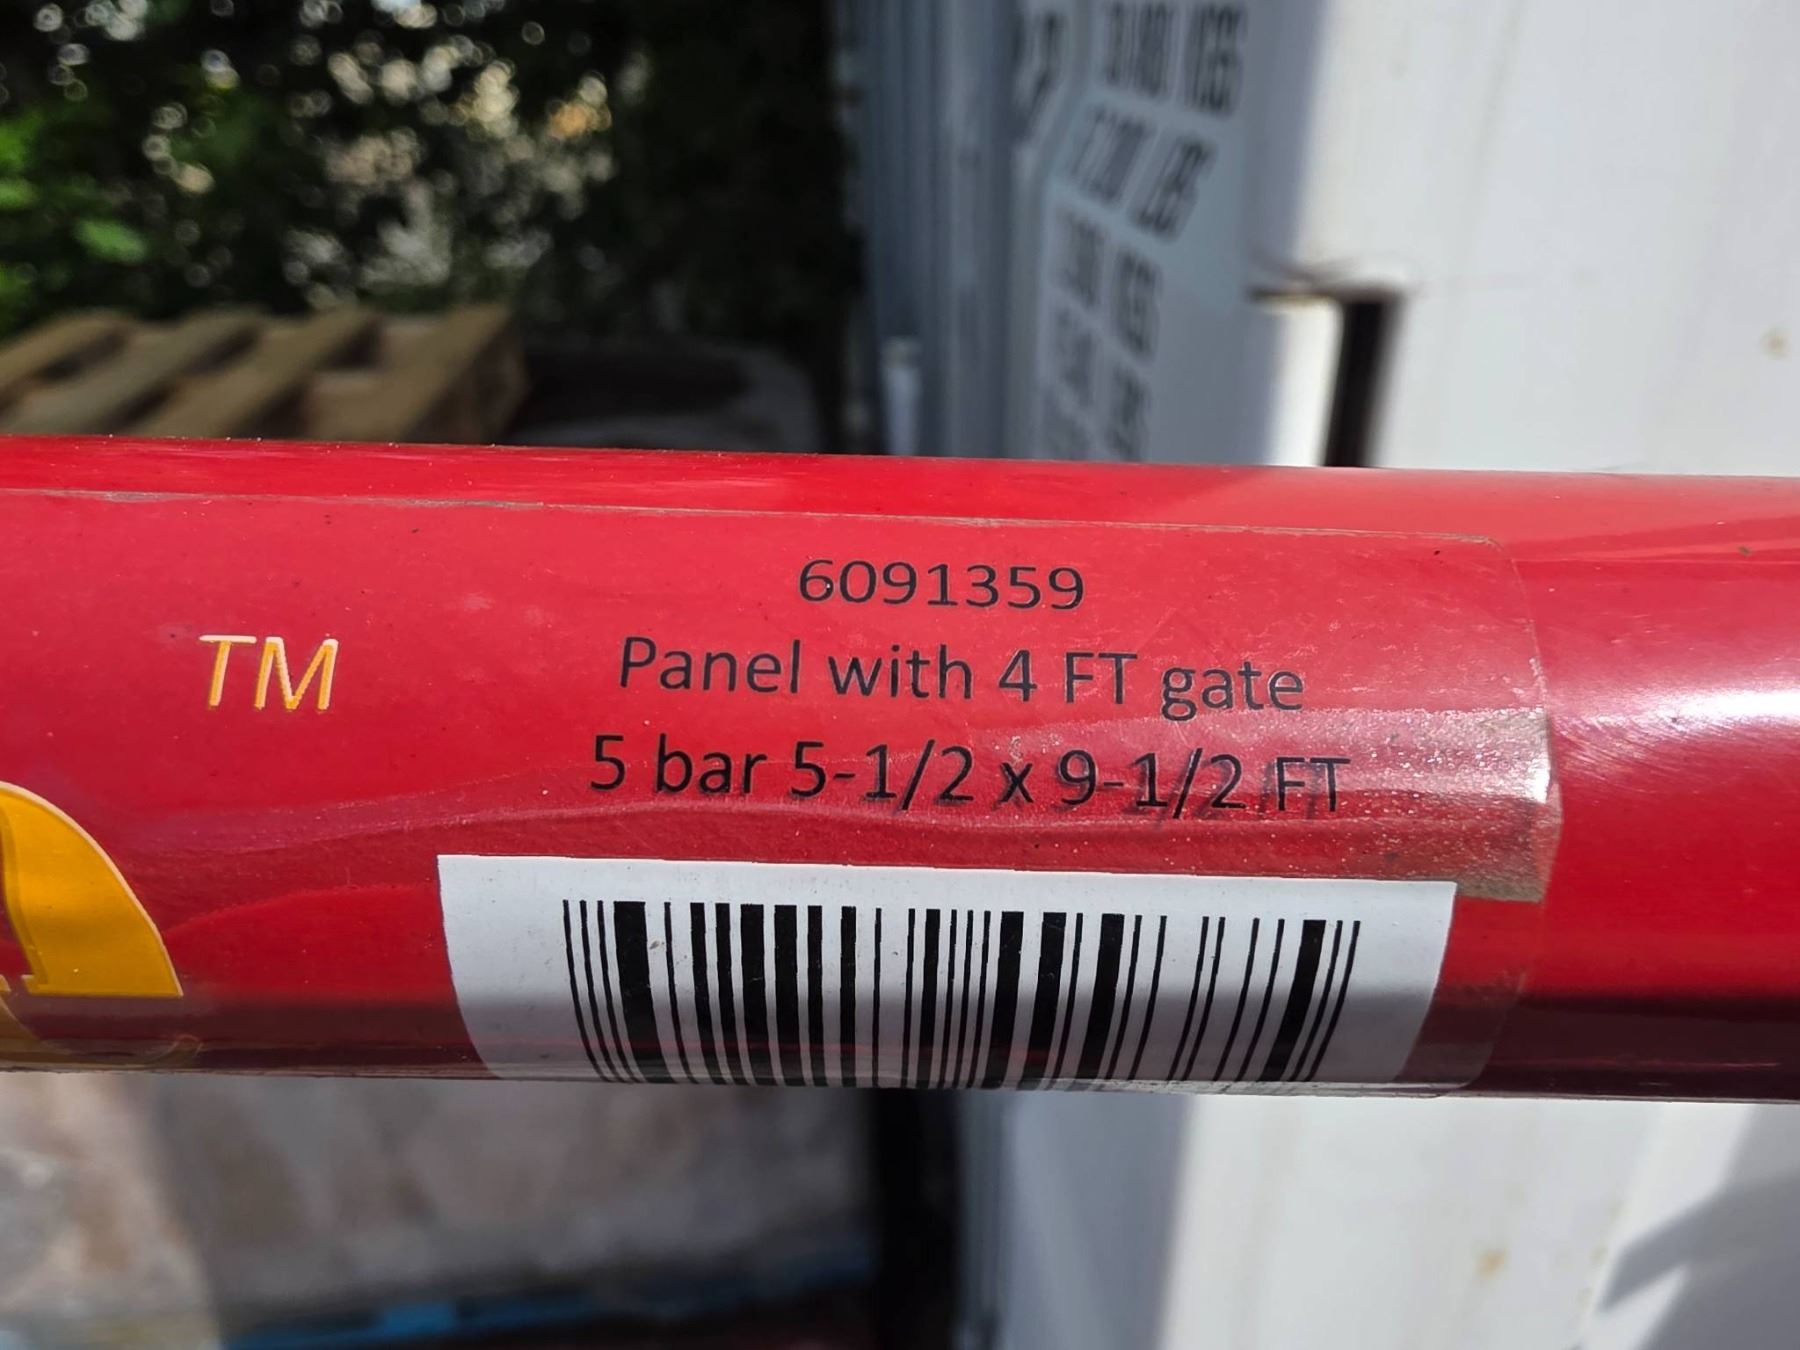 6091359
TM
Panel with 4 FT gate
5 bar 5-1/2 x 9-1/2 FT